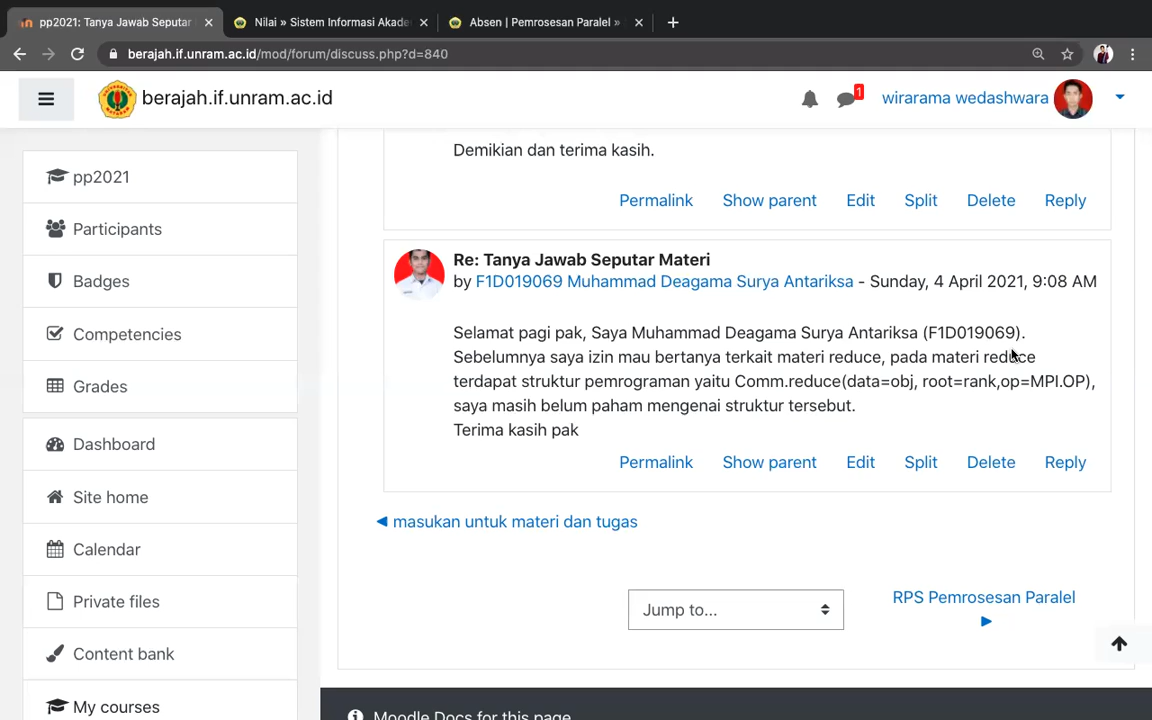 pp2021: Tanya Jawab Seputar
Nilai » Sistem Informasi Akade
Absen | Pemrosesan Paralel »
berajah.if.unram.ac.id/mod/forum/discuss.php?d=840
berajah.if.unram.ac.id
1
wirarama wedashwara
pp2021
Participants
Badges
Competencies
Grades
Dashboard
Site home
Calendar
Private files
Content bank
My courses
Demikian dan terima kasih.
Permalink Show parent Edit Split Delete Reply
Re: Tanya Jawab Seputar Materi
by F1D019069 Muhammad Deagama Surya Antariksa - Sunday, 4 April 2021, 9:08 AM
Selamat pagi pak, Saya Muhammad Deagama Surya Antariksa (F1D019069).
Sebelumnya saya izin mau bertanya terkait materi reduce, pada materi reduce
terdapat struktur pemrograman yaitu Comm.reduce(data=obj, root=rank,op=MPI.OP),
saya masih belum paham mengenai struktur tersebut.
Terima kasih pak
Permalink Show parent Edit Split Delete Reply
◀ masukan untuk materi dan tugas
Jump to...
RPS Pemrosesan Paralel
▶
Moodle Docs for this page